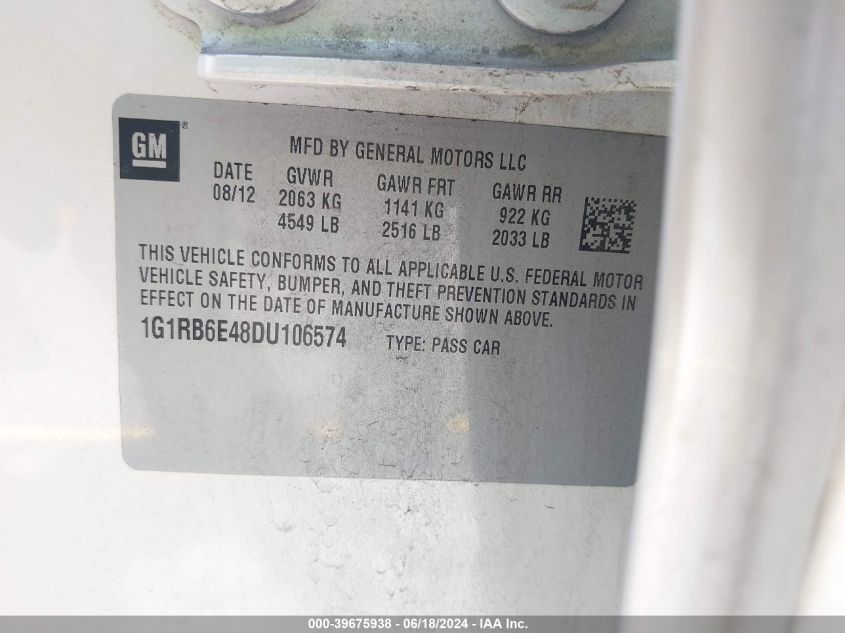 GM®
MFD BY GENERAL MOTORS LLC
DATE GVWR GAWR FRT GAWR RR
08/12 2063 KG 1141 KG 922 KG
4549 LB 2516 LB 2033 LB
THIS VEHICLE CONFORMS TO ALL APPLICABLE U.S. FEDERAL MOTOR
VEHICLE SAFETY, BUMPER, AND THEFT PREVENTION STANDARDS IN
EFFECT ON THE DATE OF MANUFACTURE SHOWN ABOVE.
1G1RB6E48DU106574 TYPE: PASS CAR
000-39675938 - 06/18/2024 - IAA Inc.